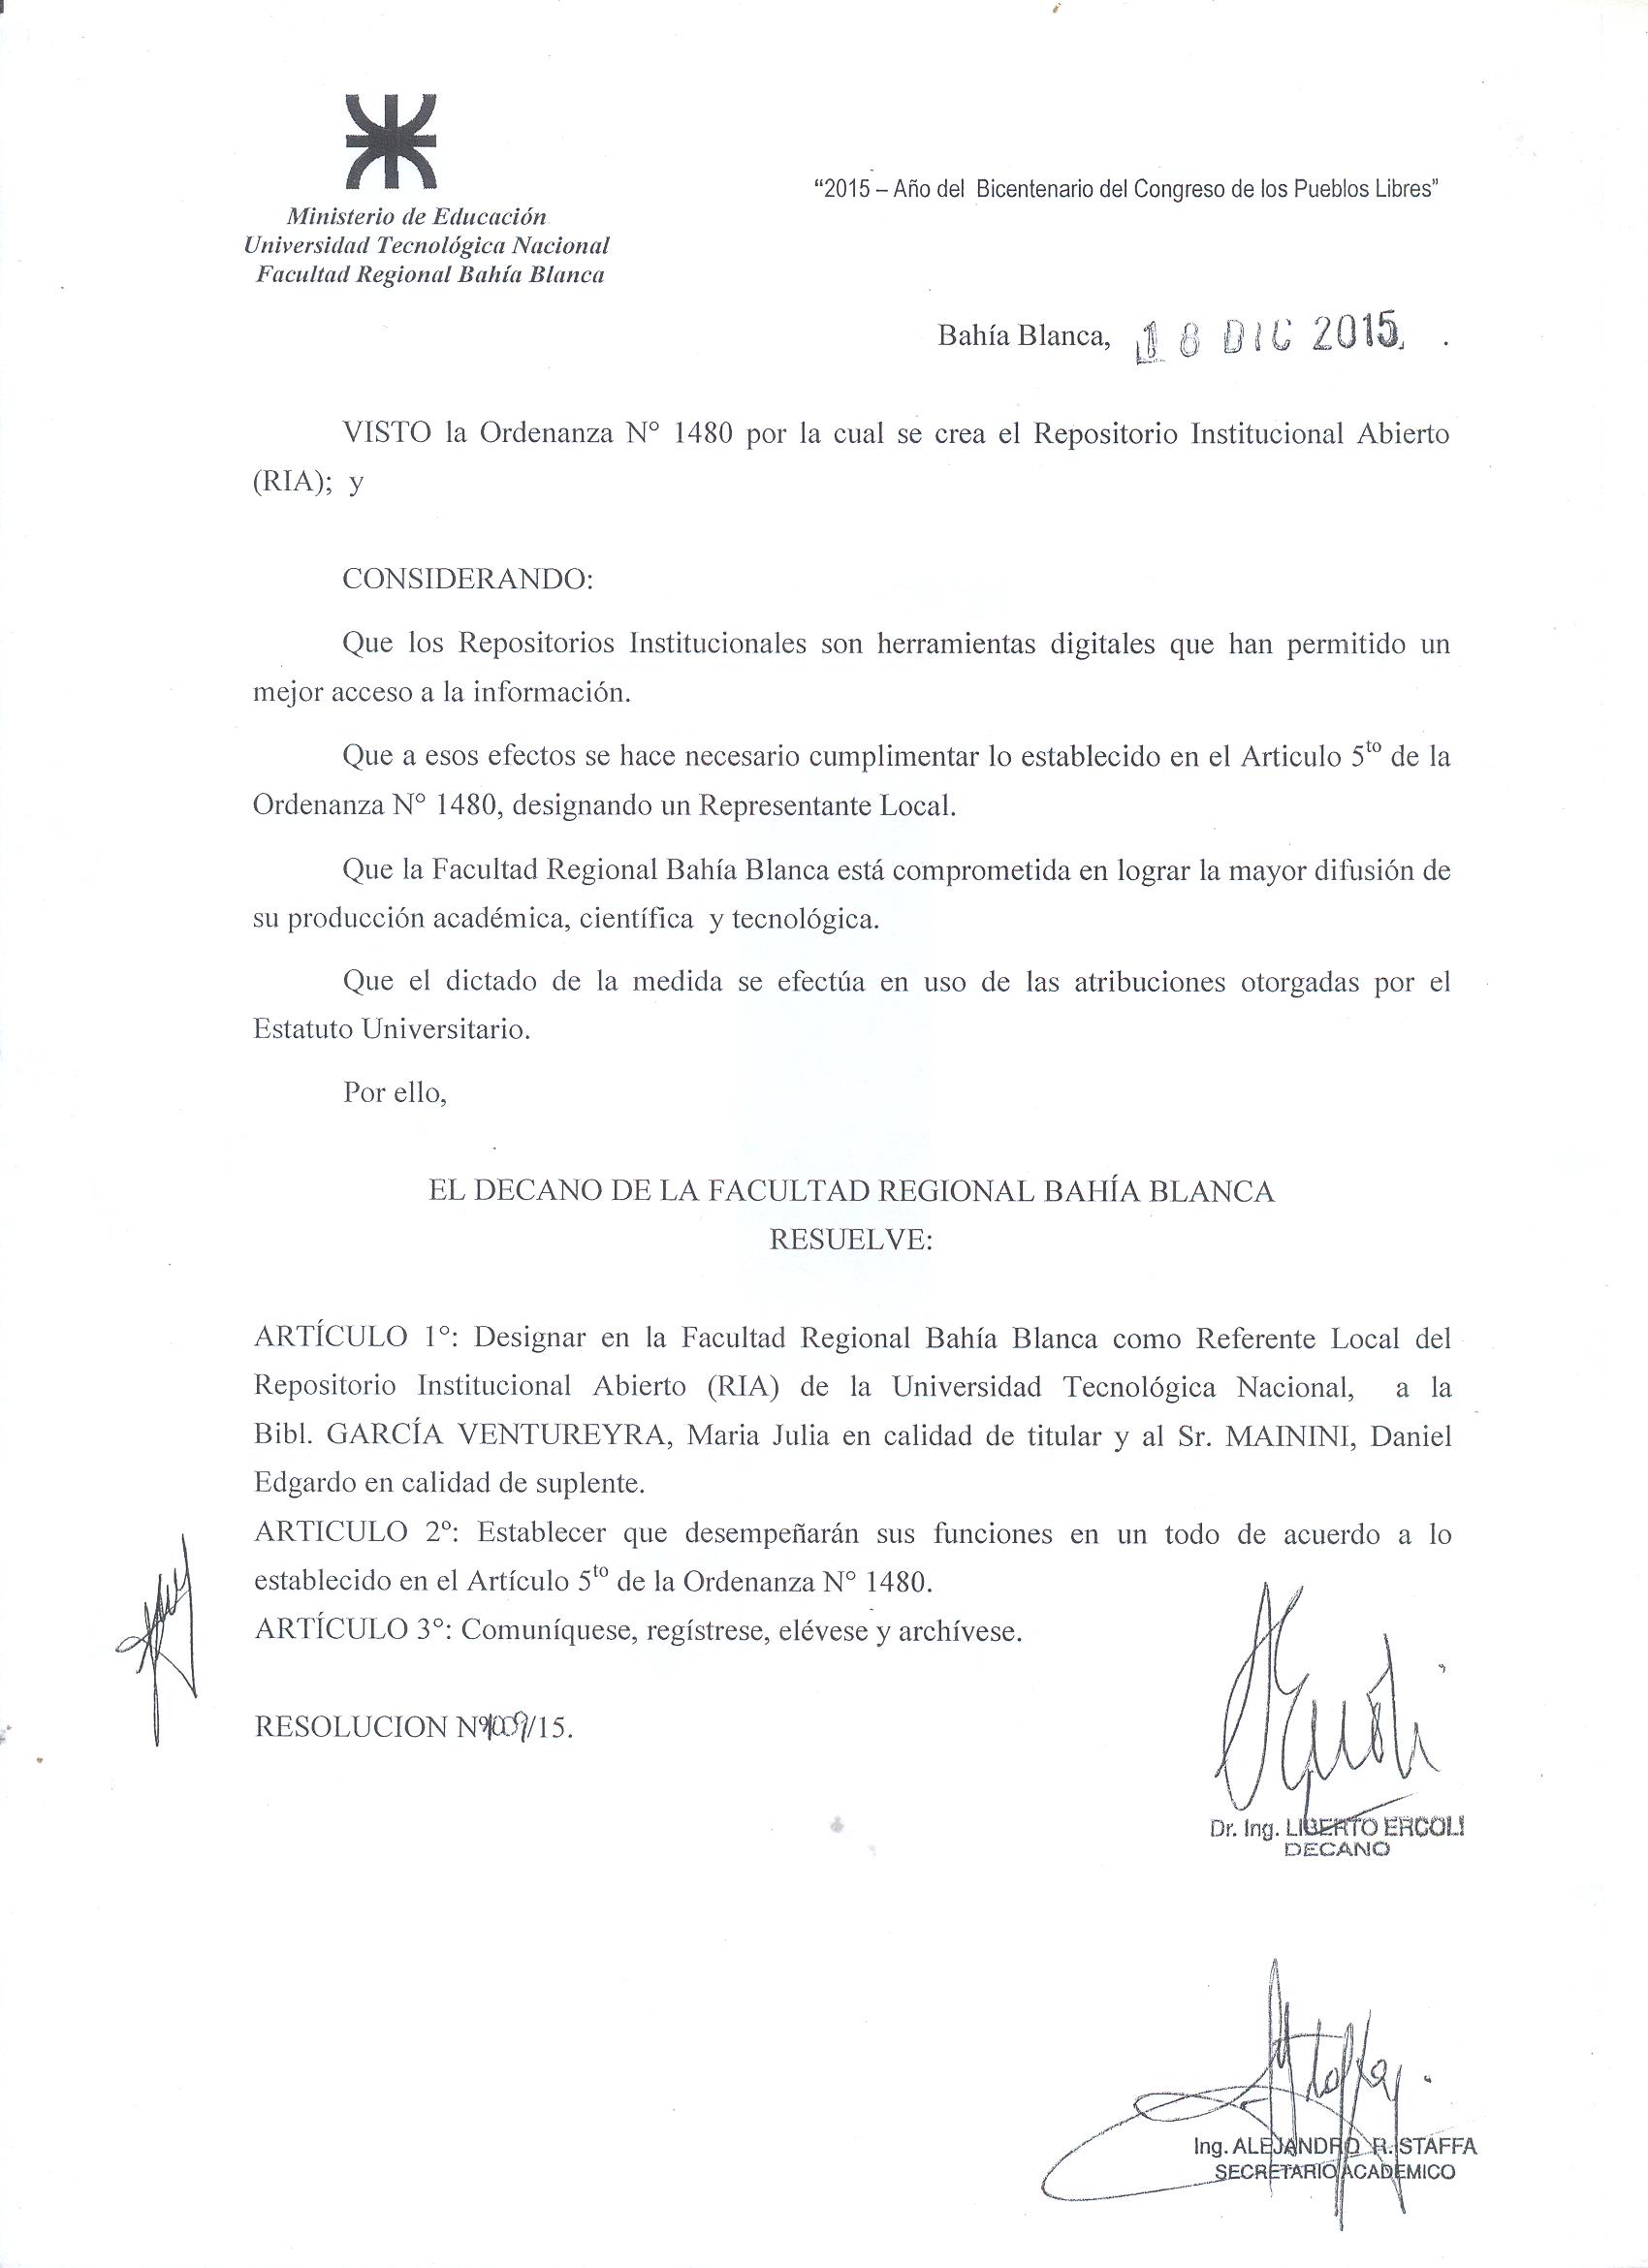 Ministerio de Educación
Universidad Tecnológica Nacional
Facultad Regional Bahía Blanca
“2015 – Año del Bicentenario del Congreso de los Pueblos Libres”
Bahía Blanca, 18 DIC 2015.
VISTO la Ordenanza N° 1480 por la cual se crea el Repositorio Institucional Abierto
(RIA); y
CONSIDERANDO:
Que los Repositorios Institucionales son herramientas digitales que han permitido un
mejor acceso a la información.
Que a esos efectos se hace necesario cumplimentar lo establecido en el Articulo 5to de la
Ordenanza N° 1480, designando un Representante Local.
Que la Facultad Regional Bahía Blanca está comprometida en lograr la mayor difusión de
su producción académica, científica y tecnológica.
Que el dictado de la medida se efectúa en uso de las atribuciones otorgadas por el
Estatuto Universitario.
Por ello,
EL DECANO DE LA FACULTAD REGIONAL BAHÍA BLANCA
RESUELVE:
ARTÍCULO 1°: Designar en la Facultad Regional Bahía Blanca como Referente Local del
Repositorio Institucional Abierto (RIA) de la Universidad Tecnológica Nacional, a la
Bibl. GARCÍA VENTUREYRA, Maria Julia en calidad de titular y al Sr. MAININI, Daniel
Edgardo en calidad de suplente.
ARTICULO 2°: Establecer que desempeñarán sus funciones en un todo de acuerdo a lo
establecido en el Artículo 5to de la Ordenanza N° 1480.
ARTÍCULO 3°: Comuníquese, regístrese, elévese y archívese.
RESOLUCION N° /15.
Dr. Ing. LIBERTO ERCOLI
DECANO
Ing. ALEJANDRO R. STAFFA
SECRETARIO ACADEMICO